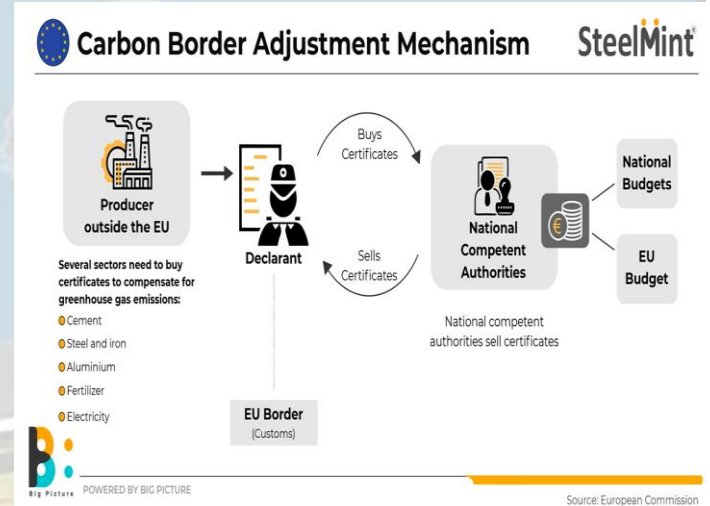 Carbon Border Adjustment Mechanism
SteelMint®
Producer
outside the EU
Several sectors need to buy
certificates to compensate for
greenhouse gas emissions:
Cement
Steel and iron
Aluminium
Fertilizer
Electricity
Declarant
EU Border
(Customs)
Buys
Certificates
Sells
Certificates
National
Competent
Authorities
National competent
authorities sell certificates
€
National
Budgets
EU
Budget
B:
Big Picture
POWERED BY BIG PICTURE
Source: European Commission